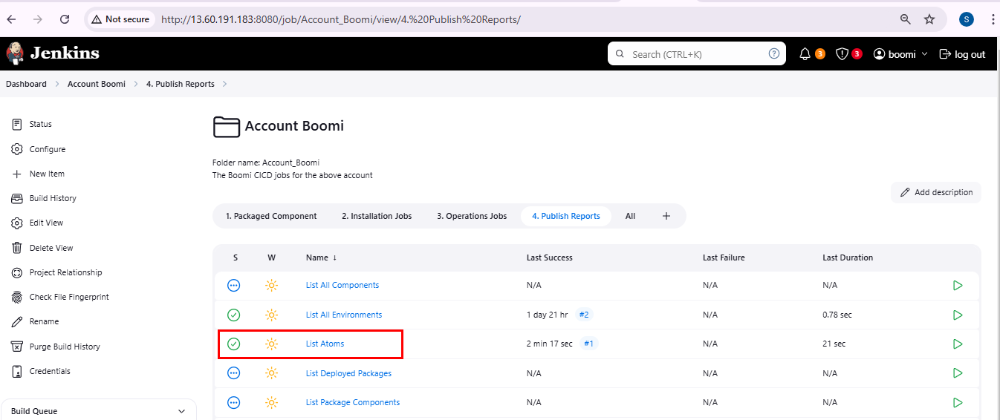 Not secure http://13.60.191.183:8080/job/Account_Boomi/view/4.%20Publish%20Reports/ S
Jenkins Search (CTRL+K) ? 3 3 boomi log out
Dashboard Account Boomi 4. Publish Reports
Status
Configure
New Item
Build History
Edit View
Delete View
Project Relationship
Check File Fingerprint
Rename
Purge Build History
Credentials
Build Queue
Account Boomi
Folder name: Account_Boomi
The Boomi CICD jobs for the above account
Add description
1. Packaged Component 2. Installation Jobs 3. Operations Jobs 4. Publish Reports All +
S W Name ↓ Last Success Last Failure Last Duration
List All Components N/A N/A N/A
List All Environments 1 day 21 hr #2 N/A 0.78 sec
List Atoms 2 min 17 sec #1 N/A 21 sec
List Deployed Packages N/A N/A N/A
List Package Components N/A N/A N/A